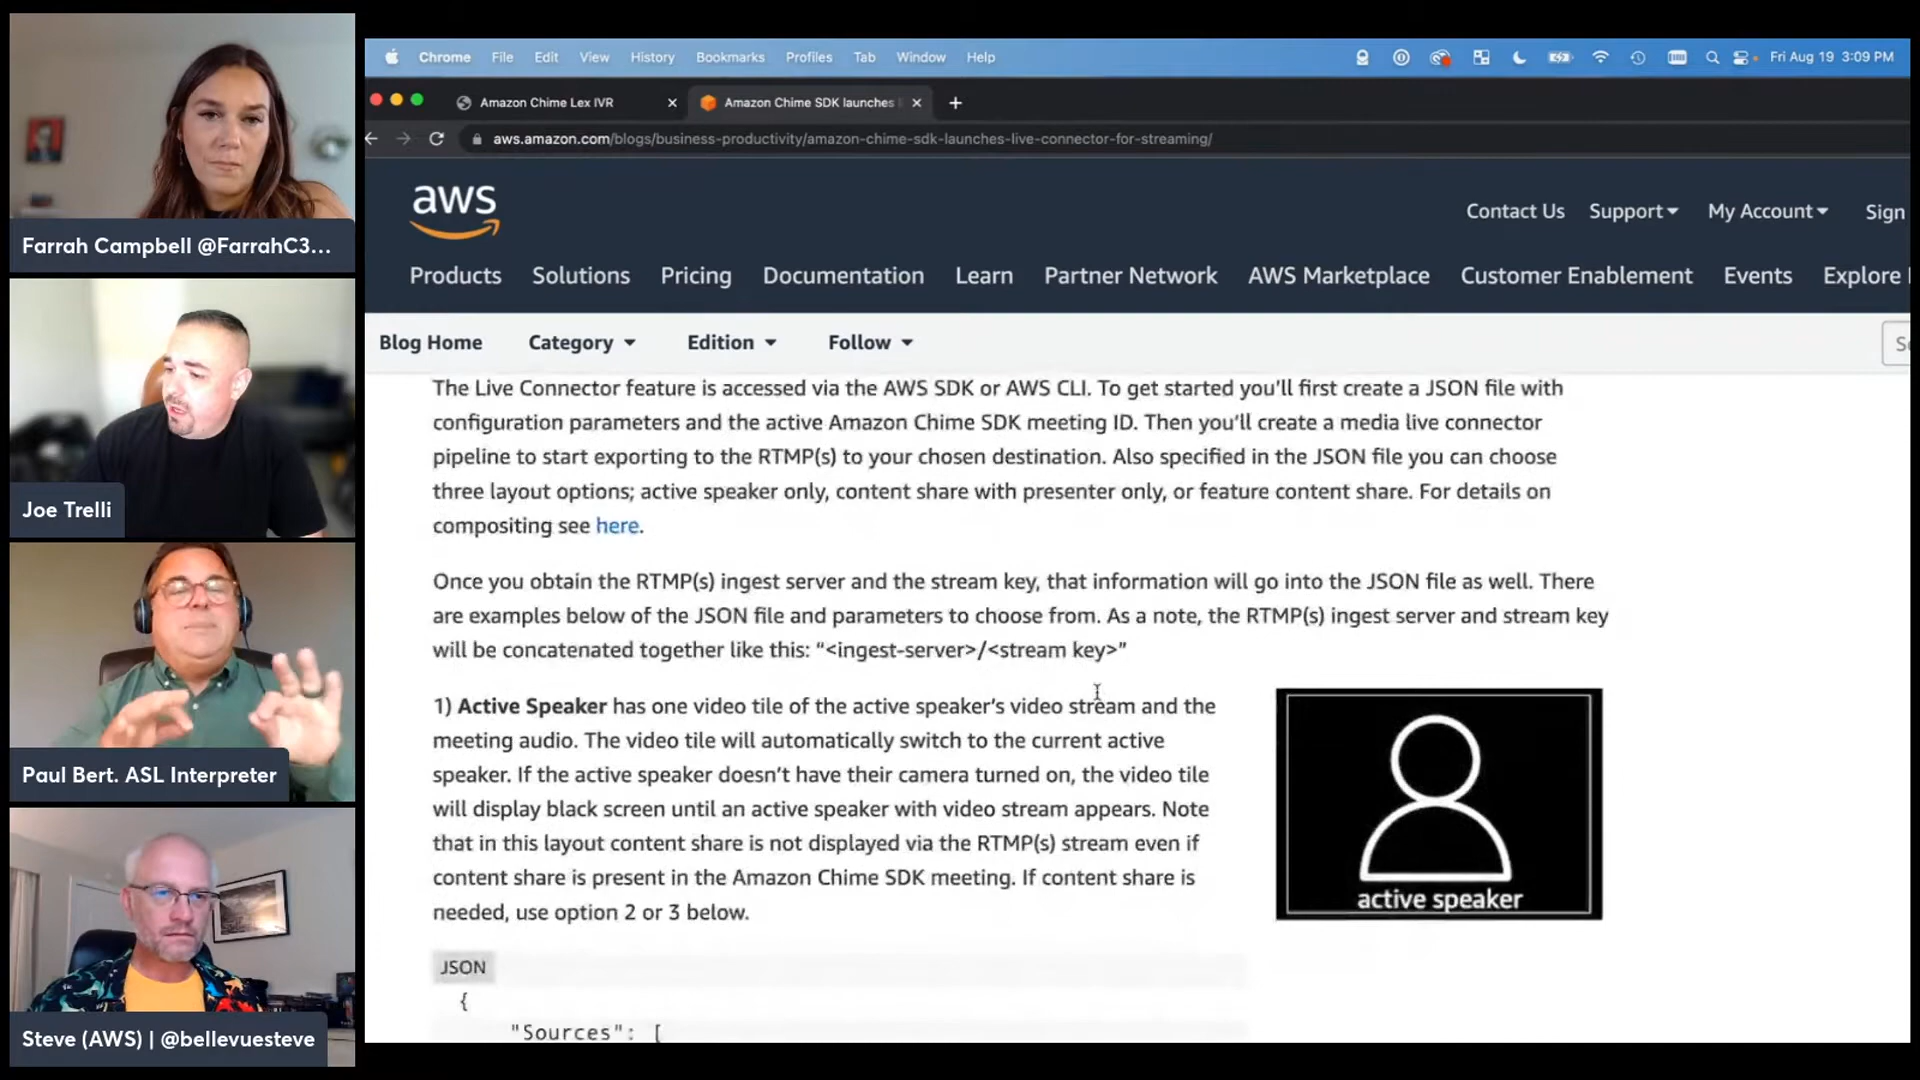 Farrah Campbell @FarrahC3...
Joe Trelli
Paul Bert. ASL Interpreter
Steve (AWS) | @bellevuesteve
Chrome File Edit View History Bookmarks Profiles Tab Window Help
Fri Aug 19 3:09 PM
Amazon Chime Lex IVR
Amazon Chime SDK launches
aws.amazon.com/blogs/business-productivity/amazon-chime-sdk-launches-live-connector-for-streaming/
aws
Contact Us Support My Account Sign
Products Solutions Pricing Documentation Learn Partner Network AWS Marketplace Customer Enablement Events Explore
Blog Home Category Edition Follow
The Live Connector feature is accessed via the AWS SDK or AWS CLI. To get started you’ll first create a JSON file with
configuration parameters and the active Amazon Chime SDK meeting ID. Then you’ll create a media live connector
pipeline to start exporting to the RTMP(s) to your chosen destination. Also specified in the JSON file you can choose
three layout options; active speaker only, content share with presenter only, or feature content share. For details on
compositing see here.
Once you obtain the RTMP(s) ingest server and the stream key, that information will go into the JSON file as well. There
are examples below of the JSON file and parameters to choose from. As a note, the RTMP(s) ingest server and stream key
will be concatenated together like this: “<ingest-server>/<stream key>”
1) Active Speaker has one video tile of the active speaker’s video stream and the
meeting audio. The video tile will automatically switch to the current active
speaker. If the active speaker doesn’t have their camera turned on, the video tile
will display black screen until an active speaker with video stream appears. Note
that in this layout content share is not displayed via the RTMP(s) stream even if
content share is present in the Amazon Chime SDK meeting. If content share is
needed, use option 2 or 3 below.
active speaker
JSON
{
"Sources": [